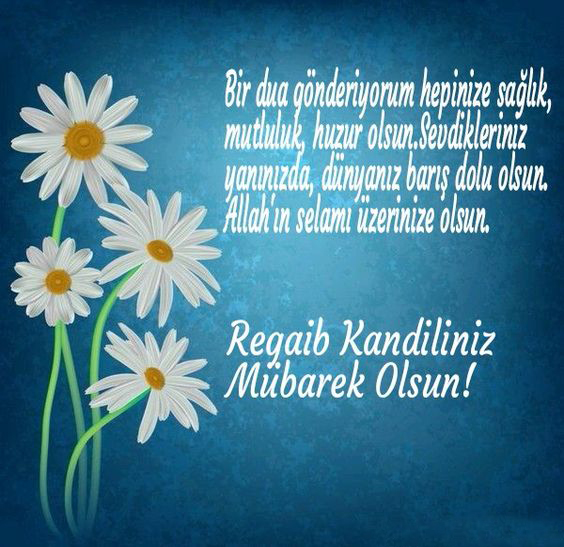 Bir dua gönderiyorum hepinize sağlık,
mutluluk, huzur olsun.Sevdikleriniz
yanınızda, dünyanız barış dolu olsun.
Allah'ın selamı üzerinize olsun.
Regaib Kandiliniz
Mübarek Olsun!